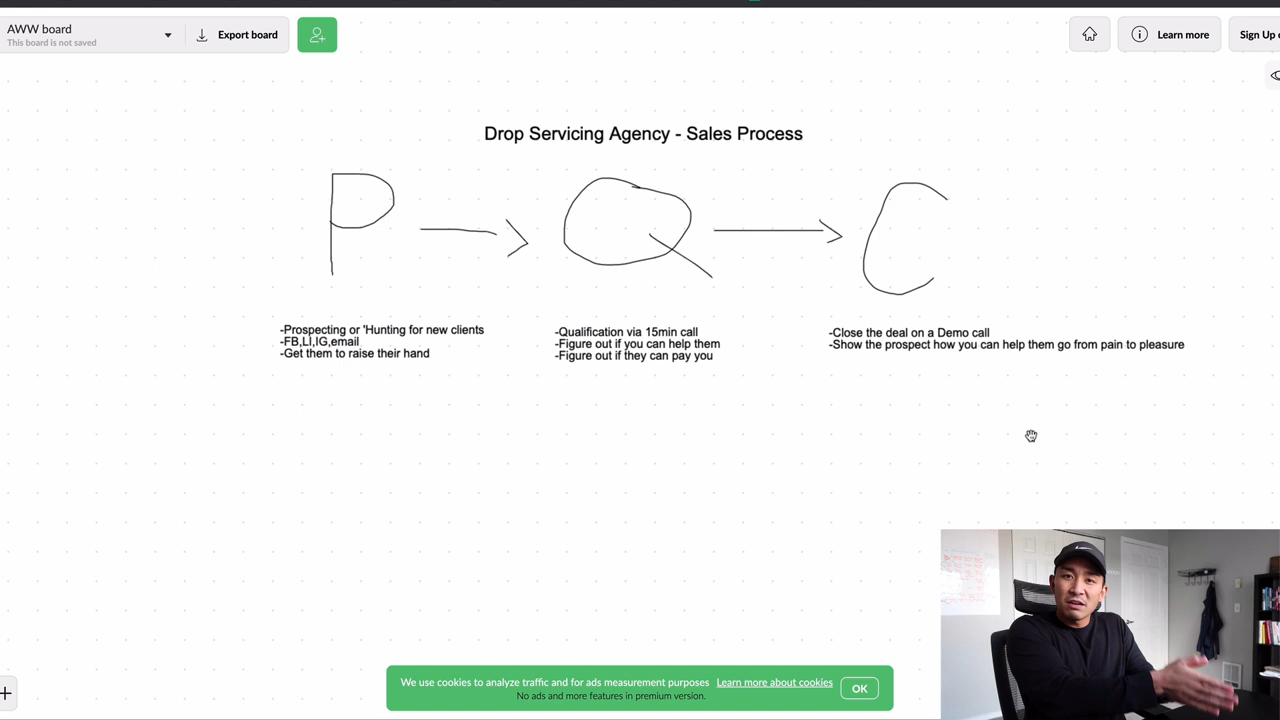 AWW board
This board is not saved
Export board
Learn more
Sign Up
Drop Servicing Agency - Sales Process
P
Q
C
-Prospecting or 'Hunting for new clients
-FB,LI,IG,email
-Get them to raise their hand
-Qualification via 15min call
-Figure out if you can help them
-Figure out if they can pay you
-Close the deal on a Demo call
-Show the prospect how you can help them go from pain to pleasure
We use cookies to analyze traffic and for ads measurement purposes Learn more about cookies
No ads and more features in premium version.
OK